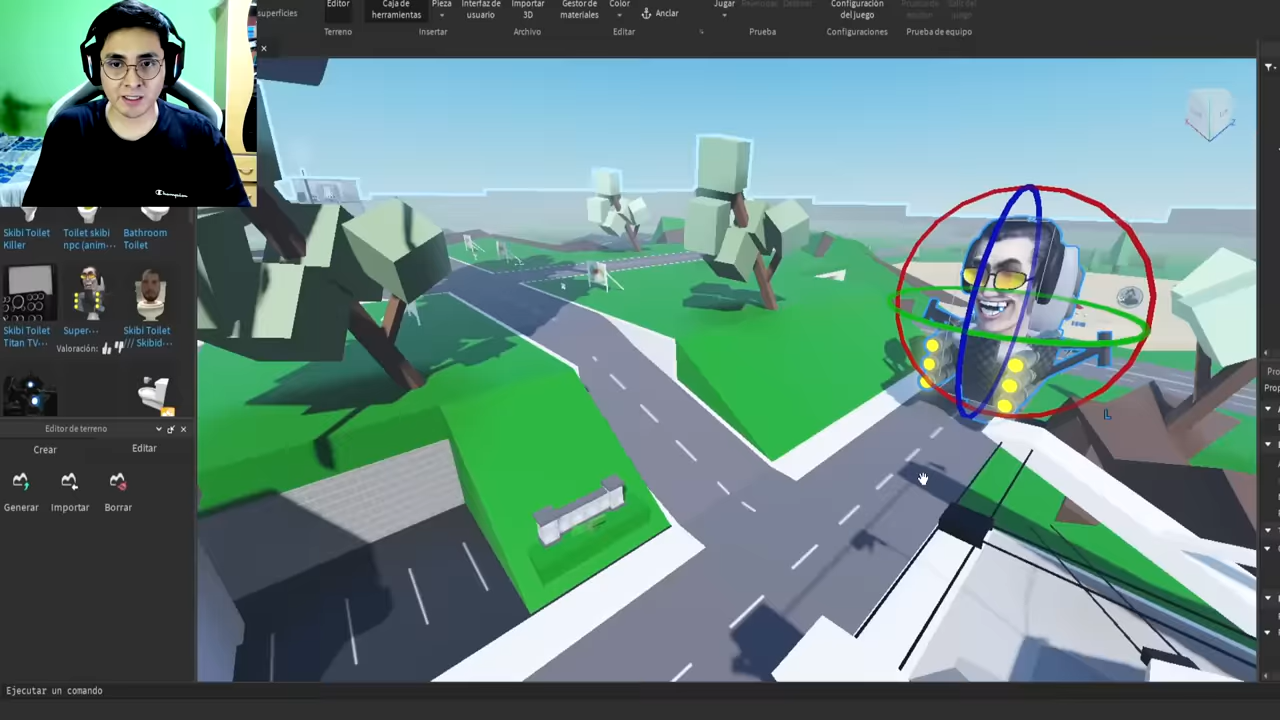 superficies
Editor
Caja de
herramientas
Pieza
Interfaz de
usuario
Importar
3D
Gestor de
materiales
Color
Anclar
Jugar
Configuración
del juego
Terreno
Insertar
Archivo
Editar
Prueba
Configuraciones
Prueba de equipo
Champion
Skibi Toilet
Killer
Toilet skibi
npc (anim...
Bathroom
Toilet
Skibi Toilet
Titan TV...
Super...
Skibi Toilet
/// Skibid...
Valoración:
Editor de terreno
Crear
Editar
Generar
Importar
Borrar
L
Pro
Prop
Ejecutar un comando